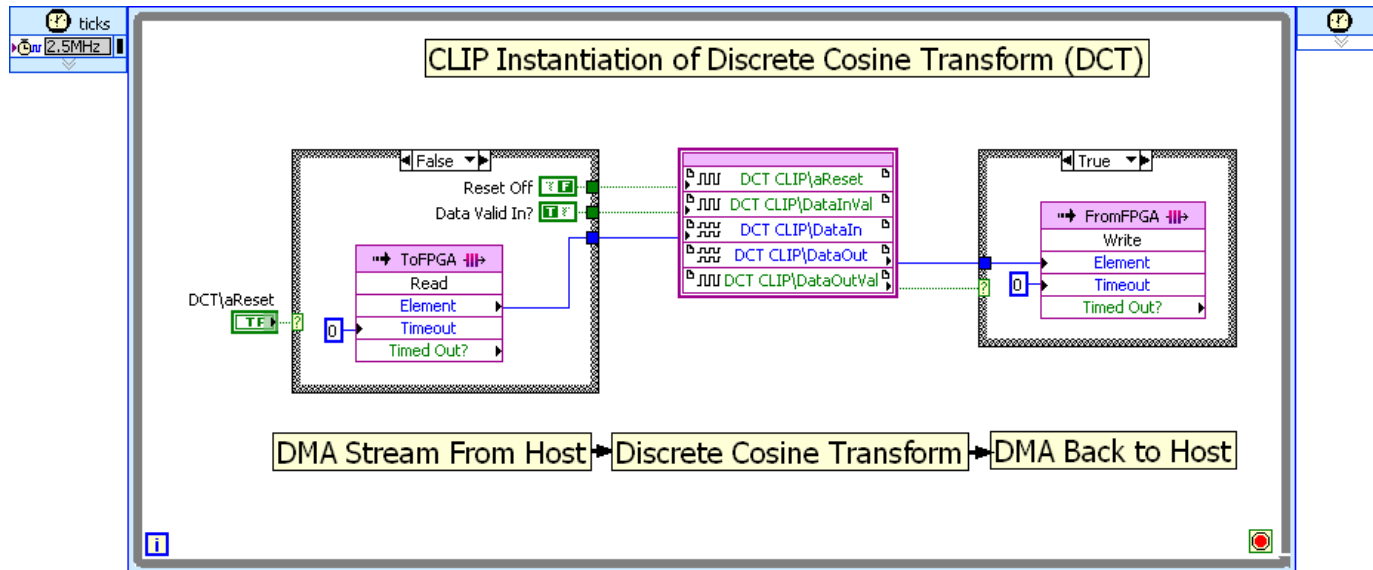 ticks
2.5MHz
CLIP Instantiation of Discrete Cosine Transform (DCT)
False
Reset Off
F
Data Valid In?
T
ToFPGA
Read
Element
Timeout
Timed Out?
0
DCT\aReset
TF
?
DCT CLIP\aReset
DCT CLIP\DataInVal
DCT CLIP\DataIn
DCT CLIP\DataOut
DCT CLIP\DataOutVal
True
FromFPGA
Write
Element
Timeout
Timed Out?
0
?
DMA Stream From Host
Discrete Cosine Transform
DMA Back to Host
i